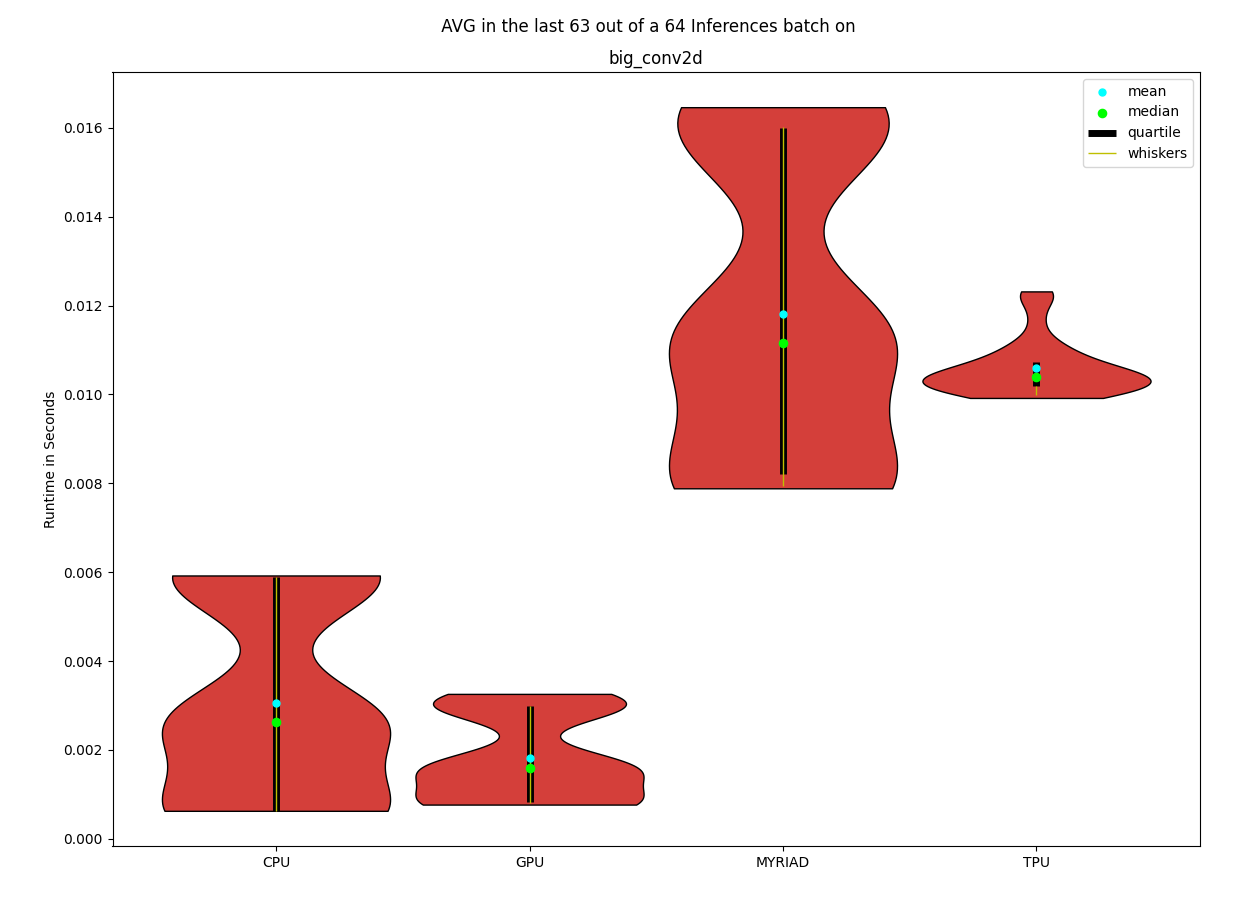 AVG in the last 63 out of a 64 Inferences batch on
big_conv2d
mean
median
quartile
whiskers
Runtime in Seconds
0.016
0.014
0.012
0.010
0.008
0.006
0.004
0.002
0.000
CPU
GPU
MYRIAD
TPU